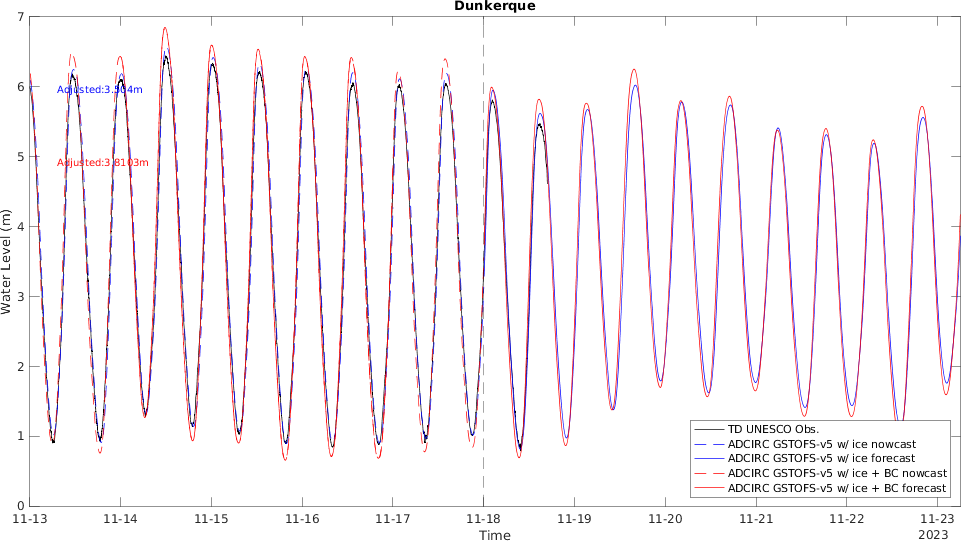 Dunkerque
7
6
5
4
3
2
1
0
Water Level (m)
Adjusted:3.504m
Adjusted:3.8103m
TD UNESCO Obs.
ADCIRC GSTOFS-v5 w/ ice nowcast
ADCIRC GSTOFS-v5 w/ ice forecast
ADCIRC GSTOFS-v5 w/ ice + BC nowcast
ADCIRC GSTOFS-v5 w/ ice + BC forecast
11-13 11-14 11-15 11-16 11-17 11-18 11-19 11-20 11-21 11-22 11-23
Time
2023